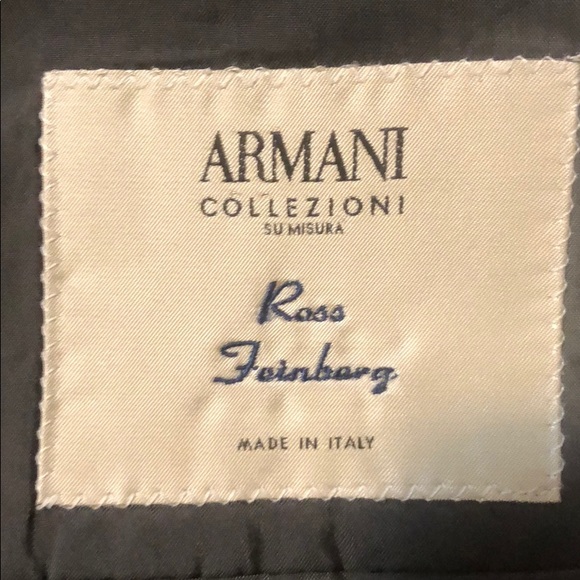 ARMANI
COLLEZIONI
SU MISURA
Ross
Feinberg
MADE IN ITALY